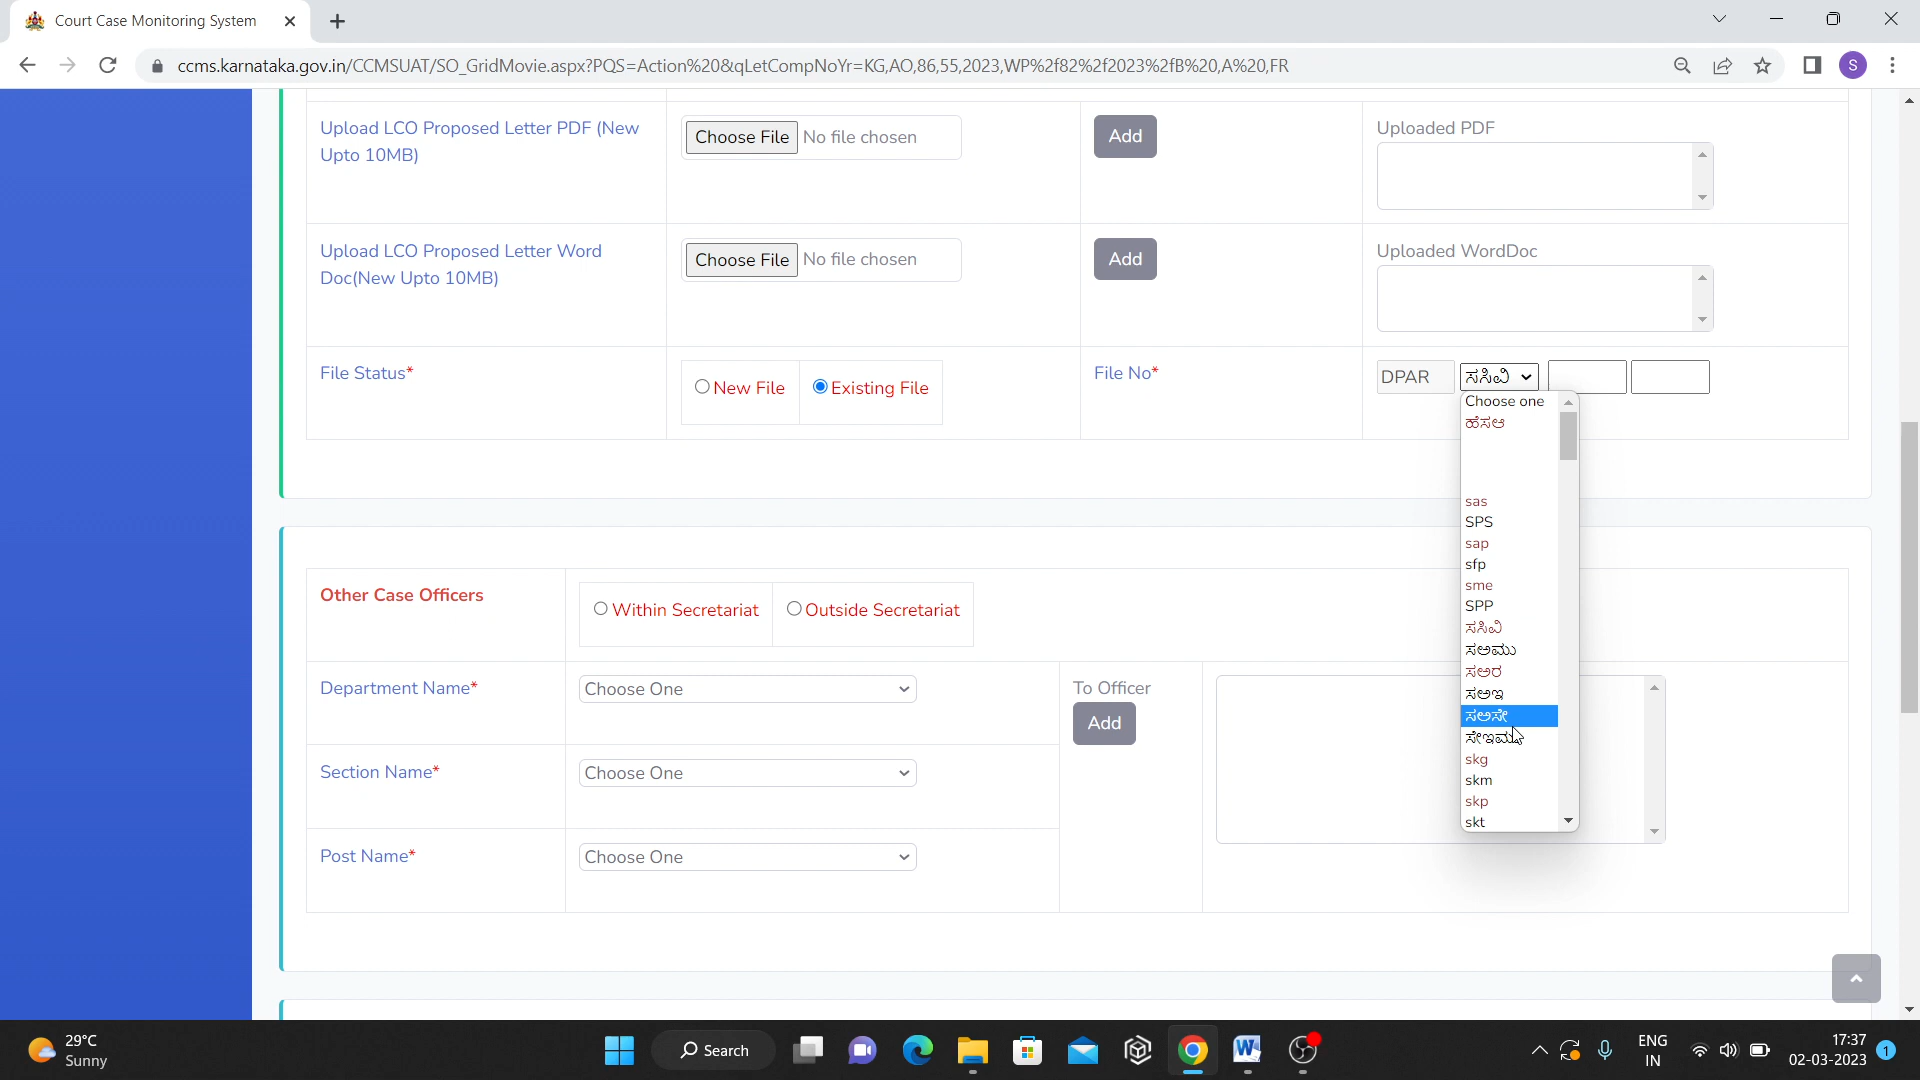 Court Case Monitoring System
ccms.karnataka.gov.in/CCMSUAT/SO_GridMovie.aspx?PQS=Action%20&qLetCompNoYr=KG,AO,86,55,2023,WP%2f82%2f2023%2fB%20,A%20,FR
S
Upload LCO Proposed Letter PDF (New
Upto 10MB)
Choose File No file chosen
Add
Uploaded PDF
Upload LCO Proposed Letter Word
Doc(New Upto 10MB)
Choose File No file chosen
Add
Uploaded WordDoc
File Status*
New File
Existing File
File No*
DPAR
ಸಸಿವಿ
Choose one
ಹೆಸಆ
sas
SPS
sap
sfp
sme
SPP
ಸಸಿವಿ
ಸಅಮು
ಸಅರ
ಸಅಇ
ಸಅಸೇ
skg
skm
skp
skt
Other Case Officers
Within Secretariat
Outside Secretariat
Department Name*
Choose One
To Officer
Add
Section Name*
Choose One
Post Name*
Choose One
29°C
Sunny
Search
ENG
IN
17:37
02-03-2023
1